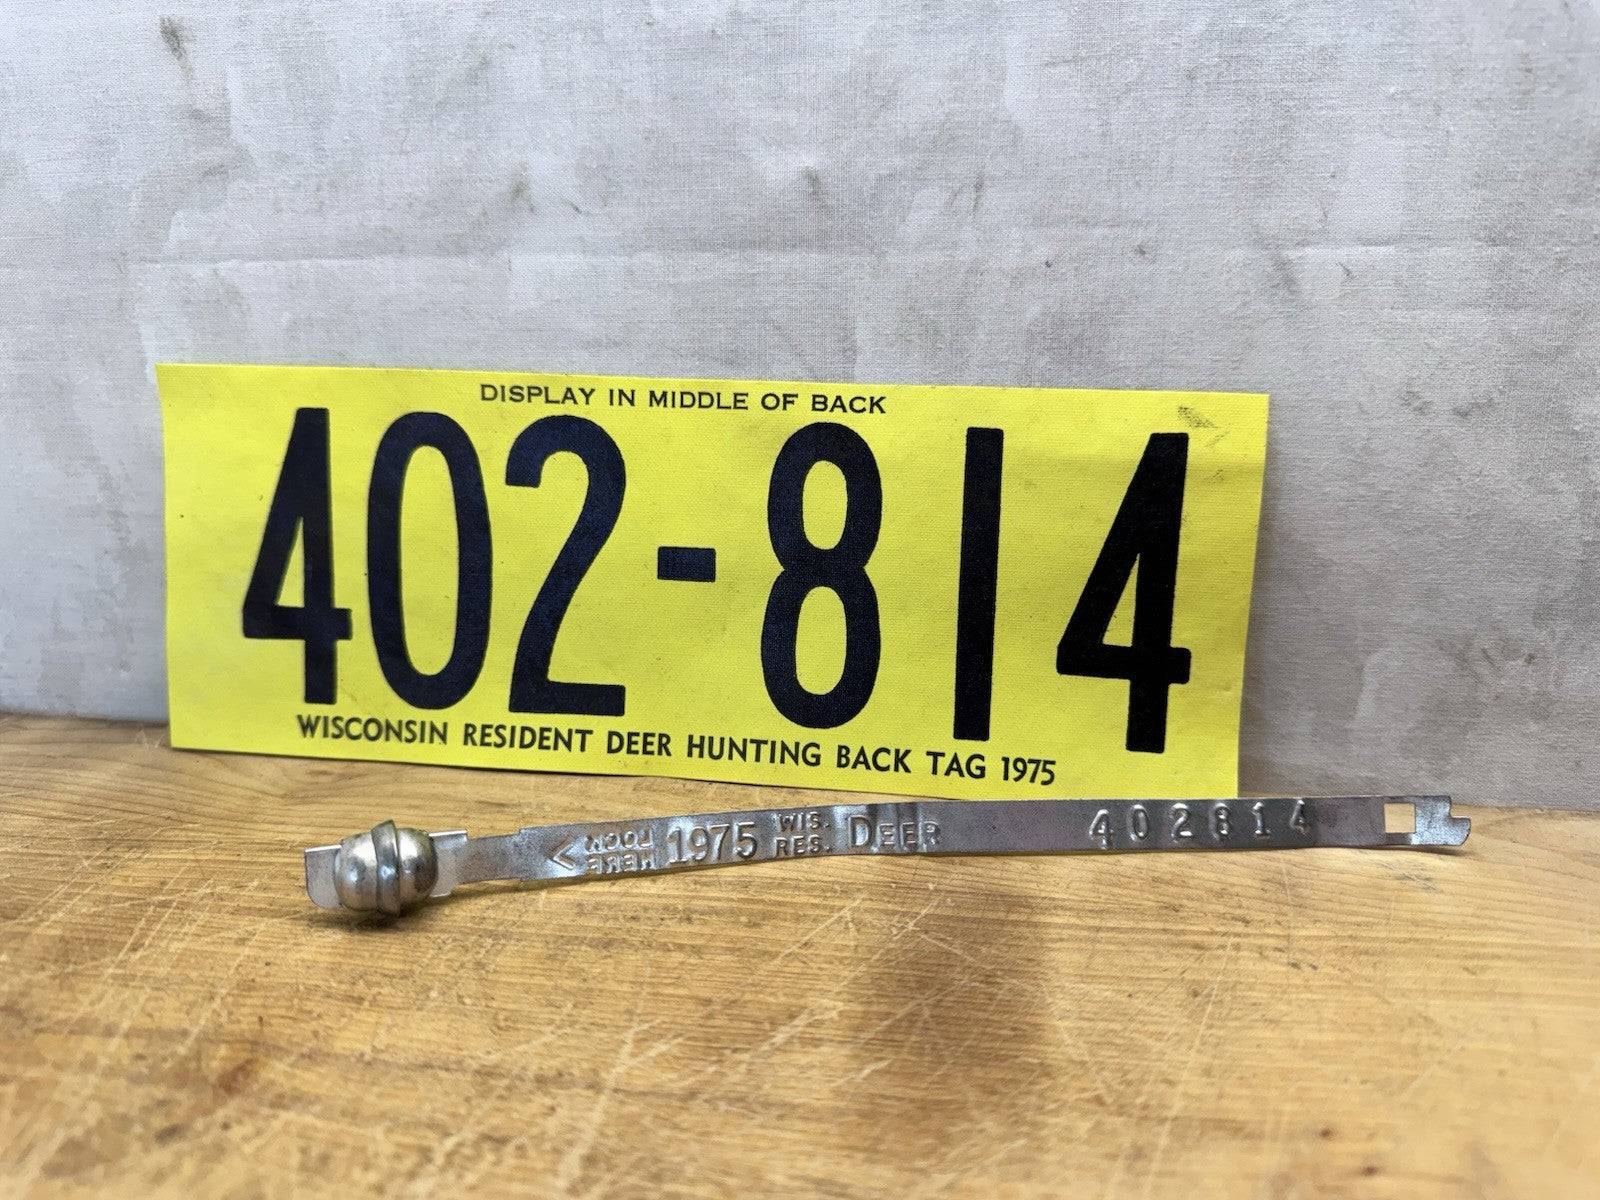 DISPLAY IN MIDDLE OF BACK
402-814
WISCONSIN RESIDENT DEER HUNTING BACK TAG 1975
LOCK
HERE
1975
WIS.
RES.
DEER
402814